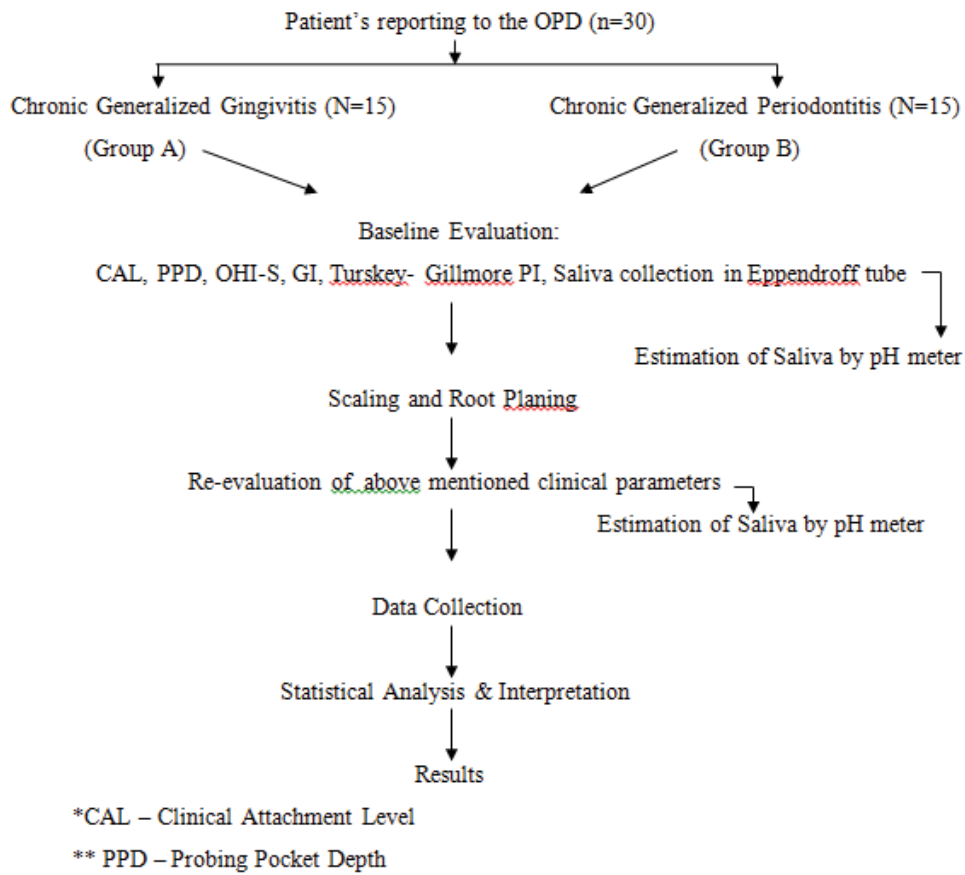 Patient's reporting to the OPD (n=30)
Chronic Generalized Gingivitis (N=15)
(Group A)
Chronic Generalized Periodontitis (N=15)
(Group B)
Baseline Evaluation:
CAL, PPD, OHI-S, GI, Turskey- Gillmore PI, Saliva collection in Eppendroff tube
Estimation of Saliva by pH meter
Scaling and Root Planing
Re-evaluation of above mentioned clinical parameters
Estimation of Saliva by pH meter
Data Collection
Statistical Analysis & Interpretation
Results
*CAL – Clinical Attachment Level
** PPD – Probing Pocket Depth